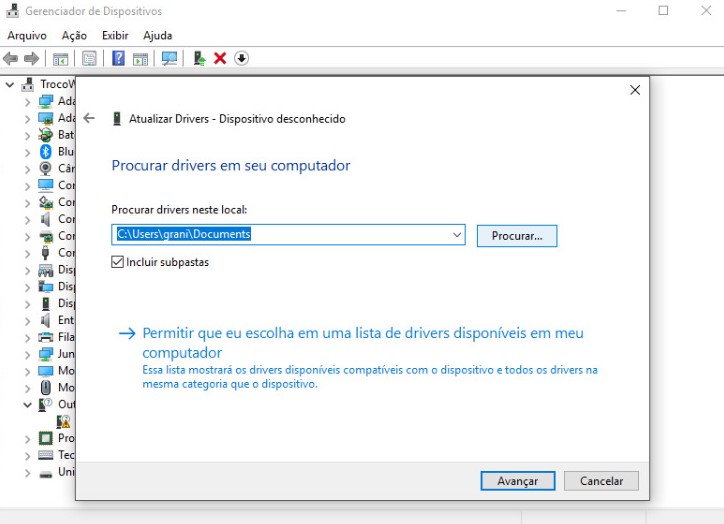 Gerenciador de Dispositivos
Arquivo Ação Exibir Ajuda
TrocoW
Ada
Ada
Bat
Blu
Câr
Cor
Cor
Cor
Cor
Cor
Disp
Disp
Disp
Ent
Fila
Jun
Mo
Mo
Out
Pro
Tec
Uni
Atualizar Drivers - Dispositivo desconhecido
Procurar drivers em seu computador
Procurar drivers neste local:
C:\Users\grani\Documents
Procurar...
Incluir subpastas
Permitir que eu escolha em uma lista de drivers disponíveis em meu
computador
Essa lista mostrará os drivers disponíveis compatíveis com o dispositivo e todos os drivers na
mesma categoria que o dispositivo.
Avançar Cancelar